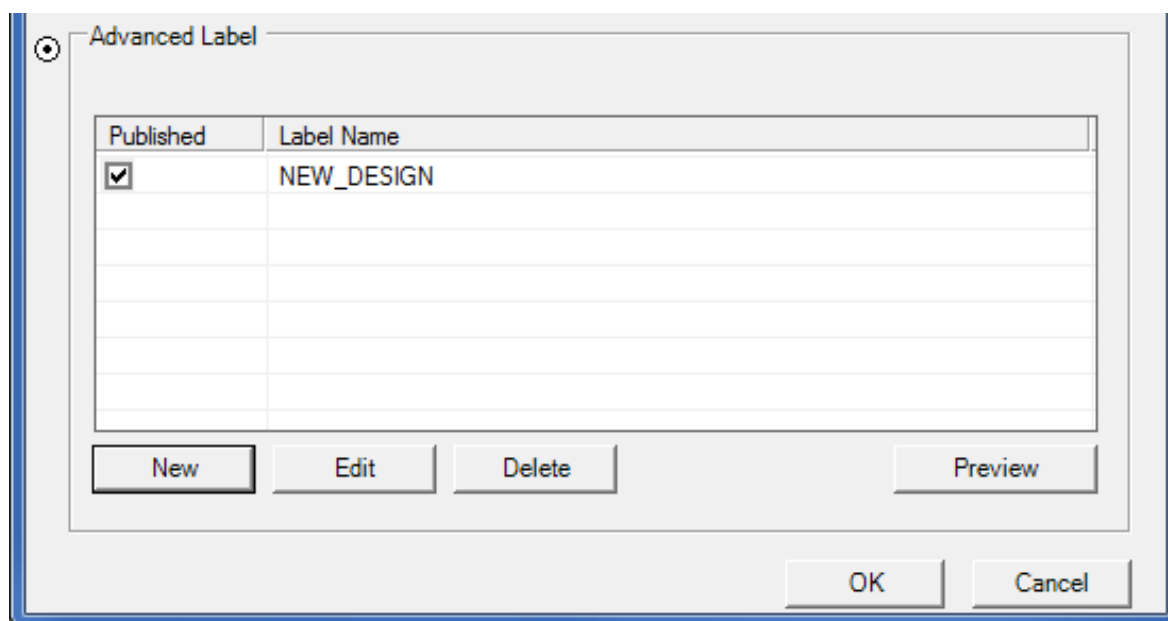 Advanced Label
Published Label Name
NEW_DESIGN
New Edit Delete Preview
OK Cancel